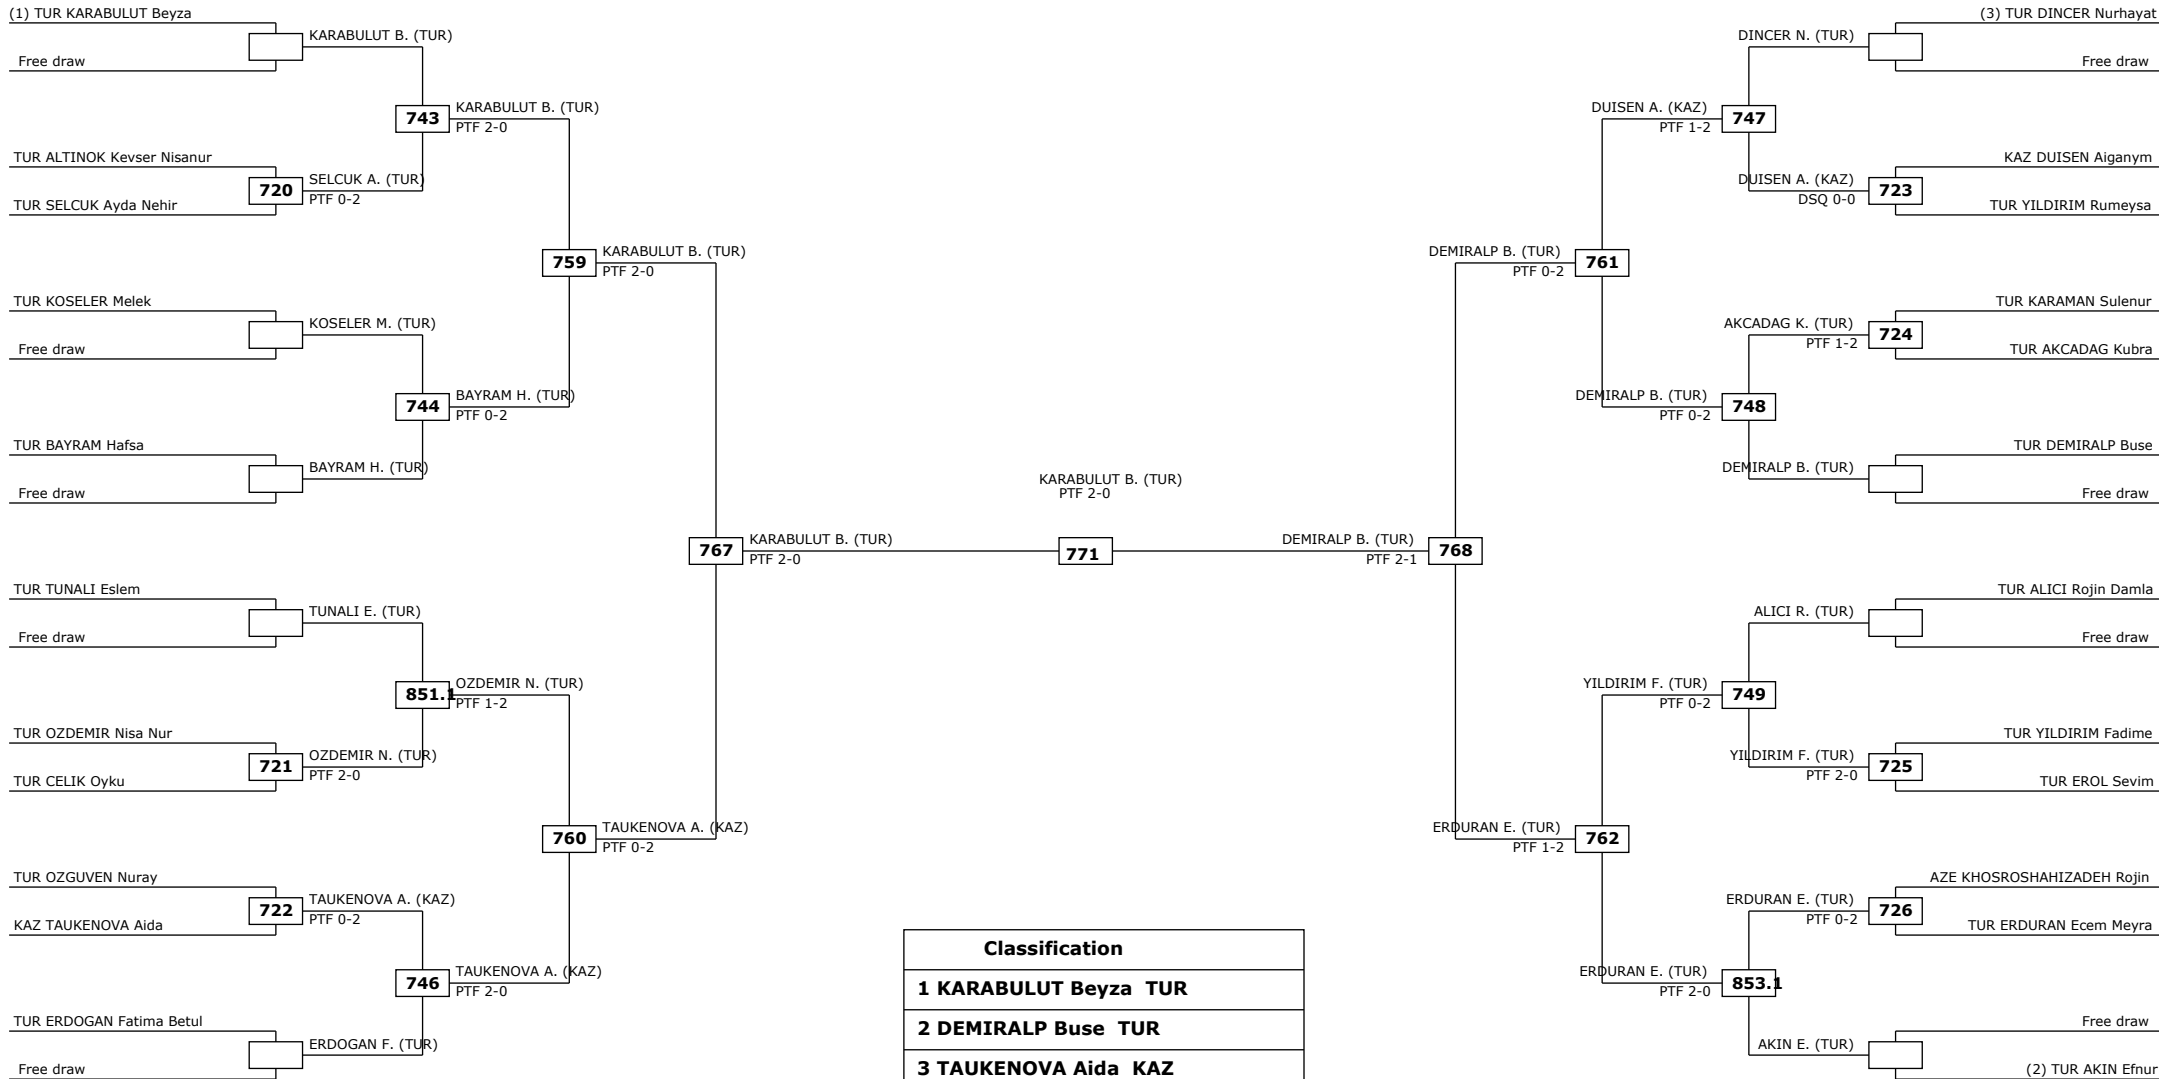 (1) TUR KARABULUT Beyza
KARABULUT B. (TUR)
Free draw
743
KARABULUT B. (TUR)
PTF 2-0
TUR ALTINOK Kevser Nisanur
720
SELCUK A. (TUR)
PTF 0-2
TUR SELCUK Ayda Nehir
759
KARABULUT B. (TUR)
PTF 2-0
TUR KOSELER Melek
KOSELER M. (TUR)
Free draw
744
BAYRAM H. (TUR)
PTF 0-2
TUR BAYRAM Hafsa
BAYRAM H. (TUR)
Free draw
767
KARABULUT B. (TUR)
PTF 2-0
TUR TUNALI Eslem
TUNALI E. (TUR)
Free draw
851.1
OZDEMIR N. (TUR)
PTF 1-2
TUR OZDEMIR Nisa Nur
721
OZDEMIR N. (TUR)
PTF 2-0
TUR CELIK Oyku
760
TAUKENOVA A. (KAZ)
PTF 0-2
TUR OZGUVEN Nuray
722
TAUKENOVA A. (KAZ)
PTF 0-2
KAZ TAUKENOVA Aida
746
TAUKENOVA A. (KAZ)
PTF 2-0
TUR ERDOGAN Fatima Betul
ERDOGAN F. (TUR)
Free draw
KARABULUT B. (TUR)
PTF 2-0
771
(3) TUR DINCER Nurhayat
DINCER N. (TUR)
Free draw
DUISEN A. (KAZ)
PTF 1-2
747
KAZ DUISEN Aiganym
DUISEN A. (KAZ)
DSQ 0-0
723
TUR YILDIRIM Rumeysa
DEMIRALP B. (TUR)
PTF 0-2
761
TUR KARAMAN Sulenur
AKCADAG K. (TUR)
PTF 1-2
724
TUR AKCADAG Kubra
DEMIRALP B. (TUR)
PTF 0-2
748
TUR DEMIRALP Buse
DEMIRALP B. (TUR)
Free draw
DEMIRALP B. (TUR)
PTF 2-1
768
TUR ALICI Rojin Damla
ALICI R. (TUR)
Free draw
YILDIRIM F. (TUR)
PTF 0-2
749
TUR YILDIRIM Fadime
YILDIRIM F. (TUR)
PTF 2-0
725
TUR EROL Sevim
ERDURAN E. (TUR)
PTF 1-2
762
AZE KHOSROSHAHIZADEH Rojin
ERDURAN E. (TUR)
PTF 0-2
726
TUR ERDURAN Ecem Meyra
ERDURAN E. (TUR)
PTF 2-0
853.1
Free draw
AKIN E. (TUR)
(2) TUR AKIN Efnur
Classification
1 KARABULUT Beyza TUR
2 DEMIRALP Buse TUR
3 TAUKENOVA Aida KAZ